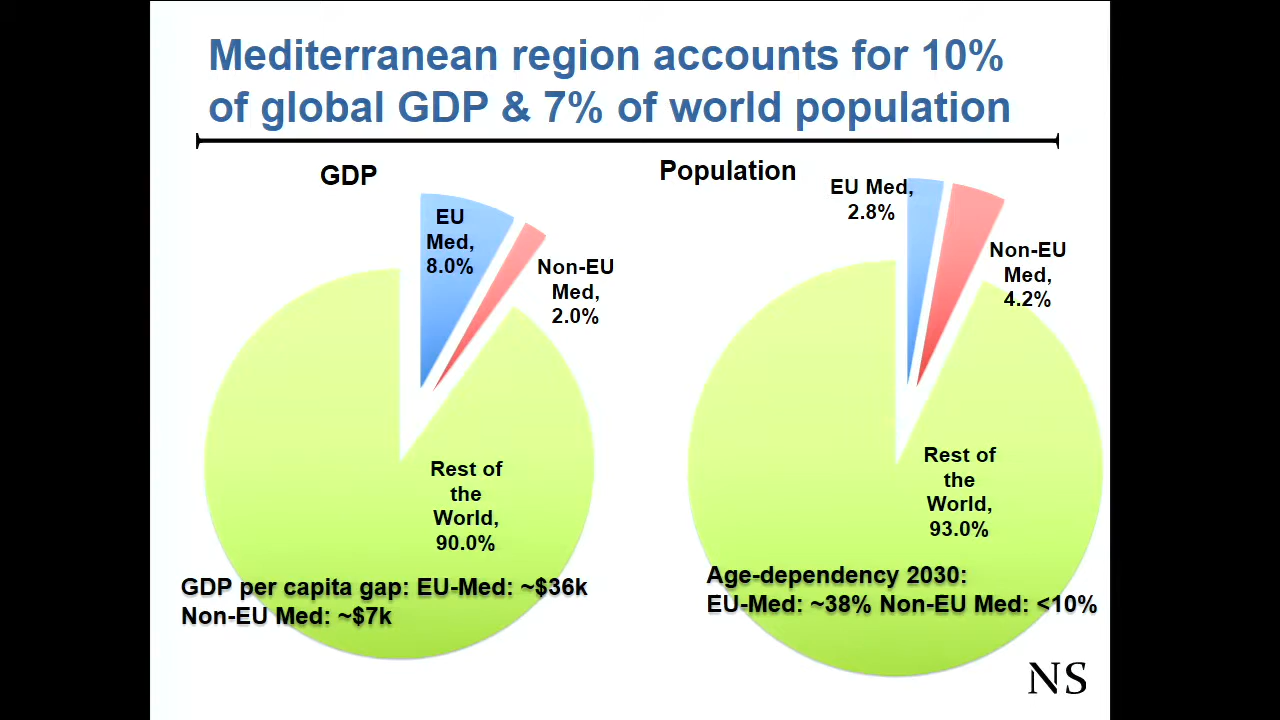 Mediterranean region accounts for 10%
of global GDP & 7% of world population
GDP
EU
Med,
8.0%
Non-EU
Med,
2.0%
Rest of
the
World,
90.0%
GDP per capita gap: EU-Med: ~$36k
Non-EU Med: ~$7k
Population
EU Med,
2.8%
Non-EU
Med,
4.2%
Rest of
the
World,
93.0%
Age-dependency 2030:
EU-Med: ~38% Non-EU Med: <10%
NS